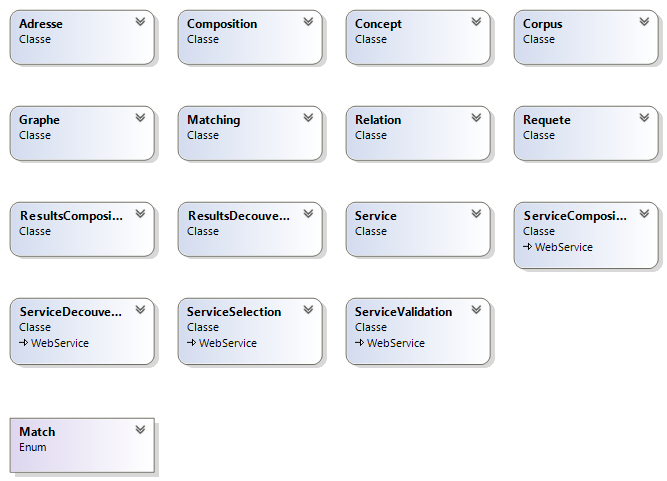 Adresse
Classe
Composition
Classe
Concept
Classe
Corpus
Classe
Graphe
Classe
Matching
Classe
Relation
Classe
Requete
Classe
ResultsComposi...
Classe
ResultsDecouve...
Classe
Service
Classe
ServiceComposi...
Classe
WebService
ServiceDecouve...
Classe
WebService
ServiceSelection
Classe
WebService
ServiceValidation
Classe
WebService
Match
Enum